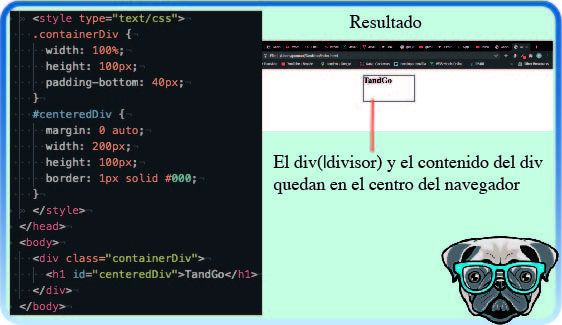 <style type="text/css">
.containerDiv {
width: 100%;
height: 100px;
padding-bottom: 40px;
}
#centeredDiv {
margin: 0 auto;
width: 200px;
height: 100px;
border: 1px solid #000;
}
</style>
</head>
<body>
<div class="containerDiv">
<h1 id="centeredDiv">TandGo</h1>
</div>
</body>
Resultado
TandGo
El div(|divisor) y el contenido del div
quedan en el centro del navegador